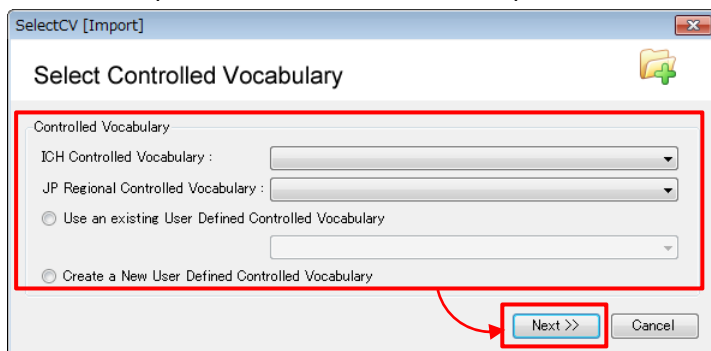 SelectCV [Import]
Select Controlled Vocabulary
Controlled Vocabulary
ICH Controlled Vocabulary :
JP Regional Controlled Vocabulary :
Use an existing User Defined Controlled Vocabulary
Create a New User Defined Controlled Vocabulary
Next >> Cancel